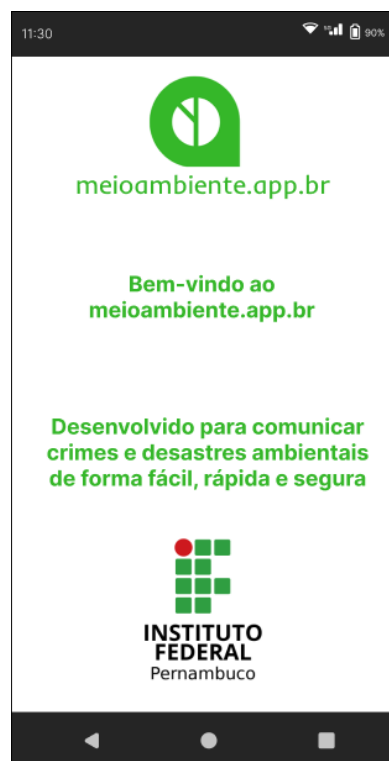 11:30
90%
meioambiente.app.br
Bem-vindo ao
meioambiente.app.br
Desenvolvido para comunicar
crimes e desastres ambientais
de forma fácil, rápida e segura
INSTITUTO
FEDERAL
Pernambuco